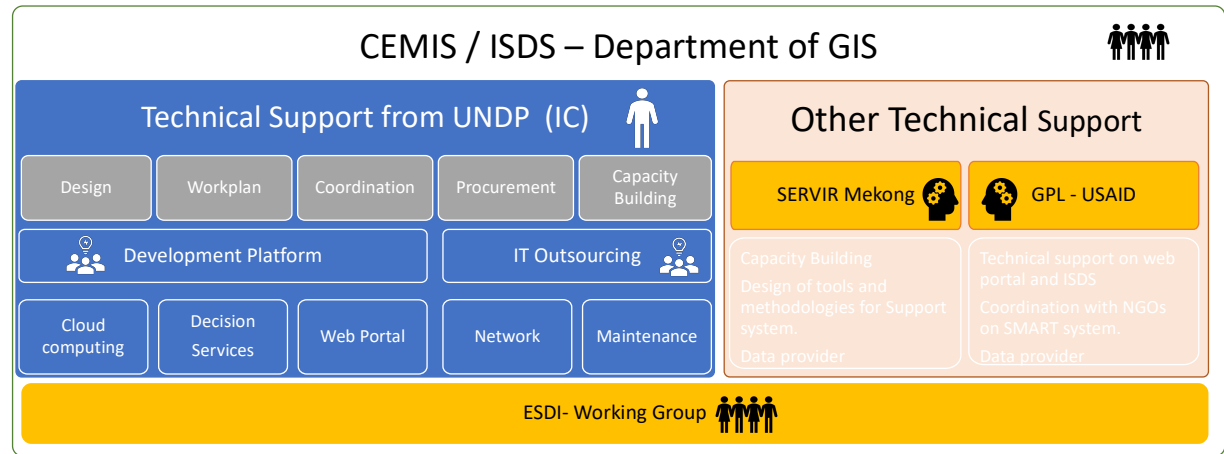 CEMIS / ISDS – Department of GIS
Technical Support from UNDP (IC)
Design
Workplan
Coordination
Procurement
Capacity
Building
Development Platform
IT Outsourcing
Cloud
computing
Decision
Services
Web Portal
Network
Maintenance
Other Technical Support
SERVIR Mekong
GPL - USAID
Capacity Building
Design of tools and
methodologies for Support
system.
Data provider
Technical support on web
portal and ISDS
Coordination with NGOs
on SMART system.
Data provider
ESDI- Working Group